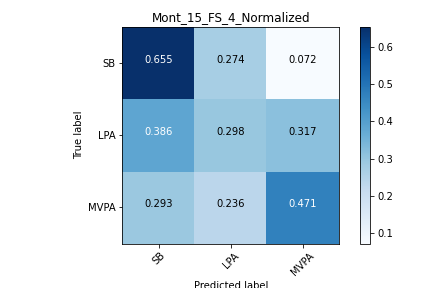 Mont_15_FS_4_Normalized
SB 0.655 0.274 0.072 0.6
0.5
LPA 0.386 0.298 0.317 0.4
0.3
MVPA 0.293 0.236 0.471 0.2
0.1
True label
SB LPA MVPA
Predicted label